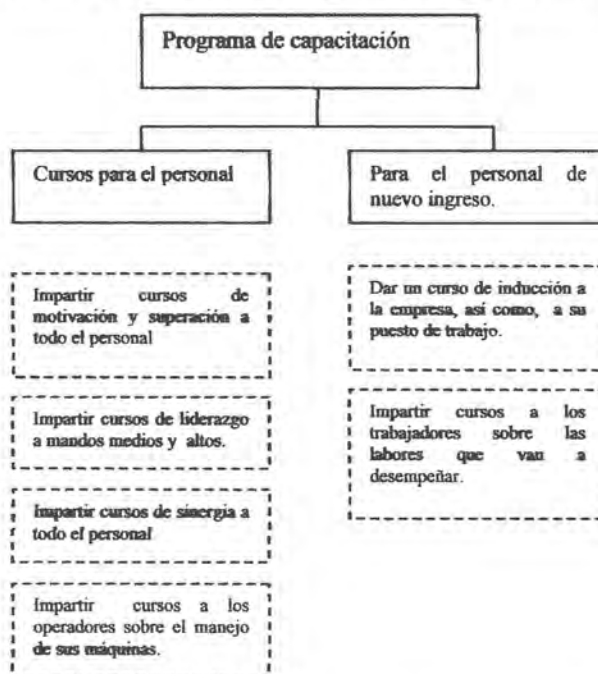 Programa de capacitación
Cursos para el personal
Para el personal de
nuevo ingreso.
Impartir cursos de
motivación y superación a
todo el personal
Impartir cursos de liderazgo
a mandos medios y altos.
Impartir cursos de sinergia a
todo el personal
Impartir cursos a los
operadores sobre el manejo
de sus máquinas.
Dar un curso de inducción a
la empresa, así como, a su
puesto de trabajo.
Impartir cursos a los
trabajadores sobre las
labores que van a
desempeñar.